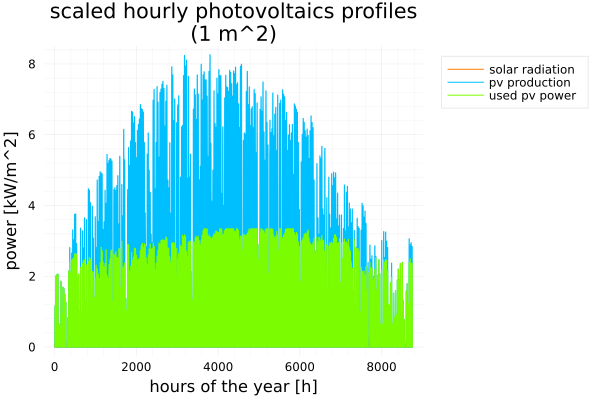 scaled hourly photovoltaics profiles
(1 m^2)
power [kW/m^2]
8
6
4
2
0
0 2000 4000 6000 8000
hours of the year [h]
solar radiation
pv production
used pv power